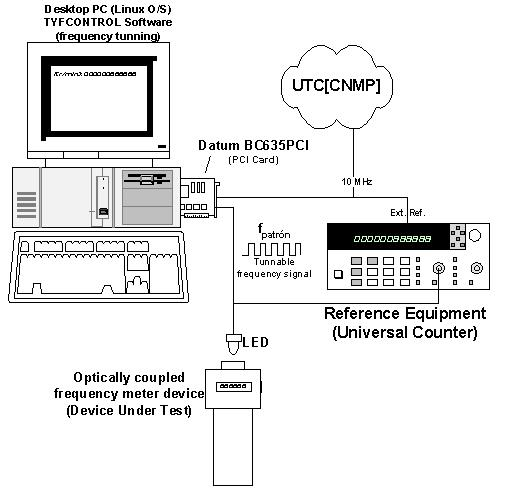 Desktop PC (Linux O/S)
TYFCONTROL Software
(frequency tunning)
UTC[CNMP]
Datum BC635PCI
(PCI Card)
10 MHz
Ext. Ref.
f patrón
Tunnable
frequency signal
Reference Equipment
(Universal Counter)
LED
Optically coupled
frequency meter device
(Device Under Test)